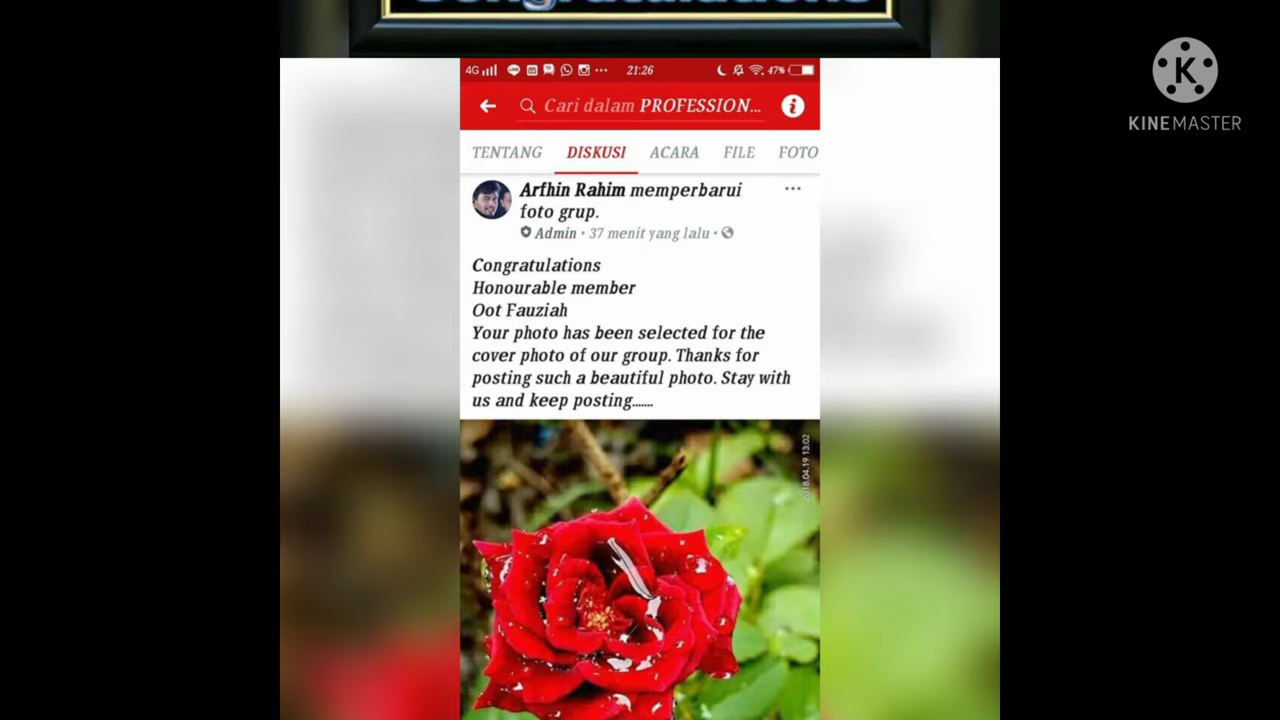 Congratulations
KINEMASTER
4G 21:26 47%
Cari dalam PROFESSION...
TENTANG DISKUSI ACARA FILE FOTO
Arfhin Rahim memperbarui
foto grup.
Admin • 37 menit yang lalu •
Congratulations
Honourable member
Oot Fauziah
Your photo has been selected for the
cover photo of our group. Thanks for
posting such a beautiful photo. Stay with
us and keep posting.......
2018.04.19 13:02